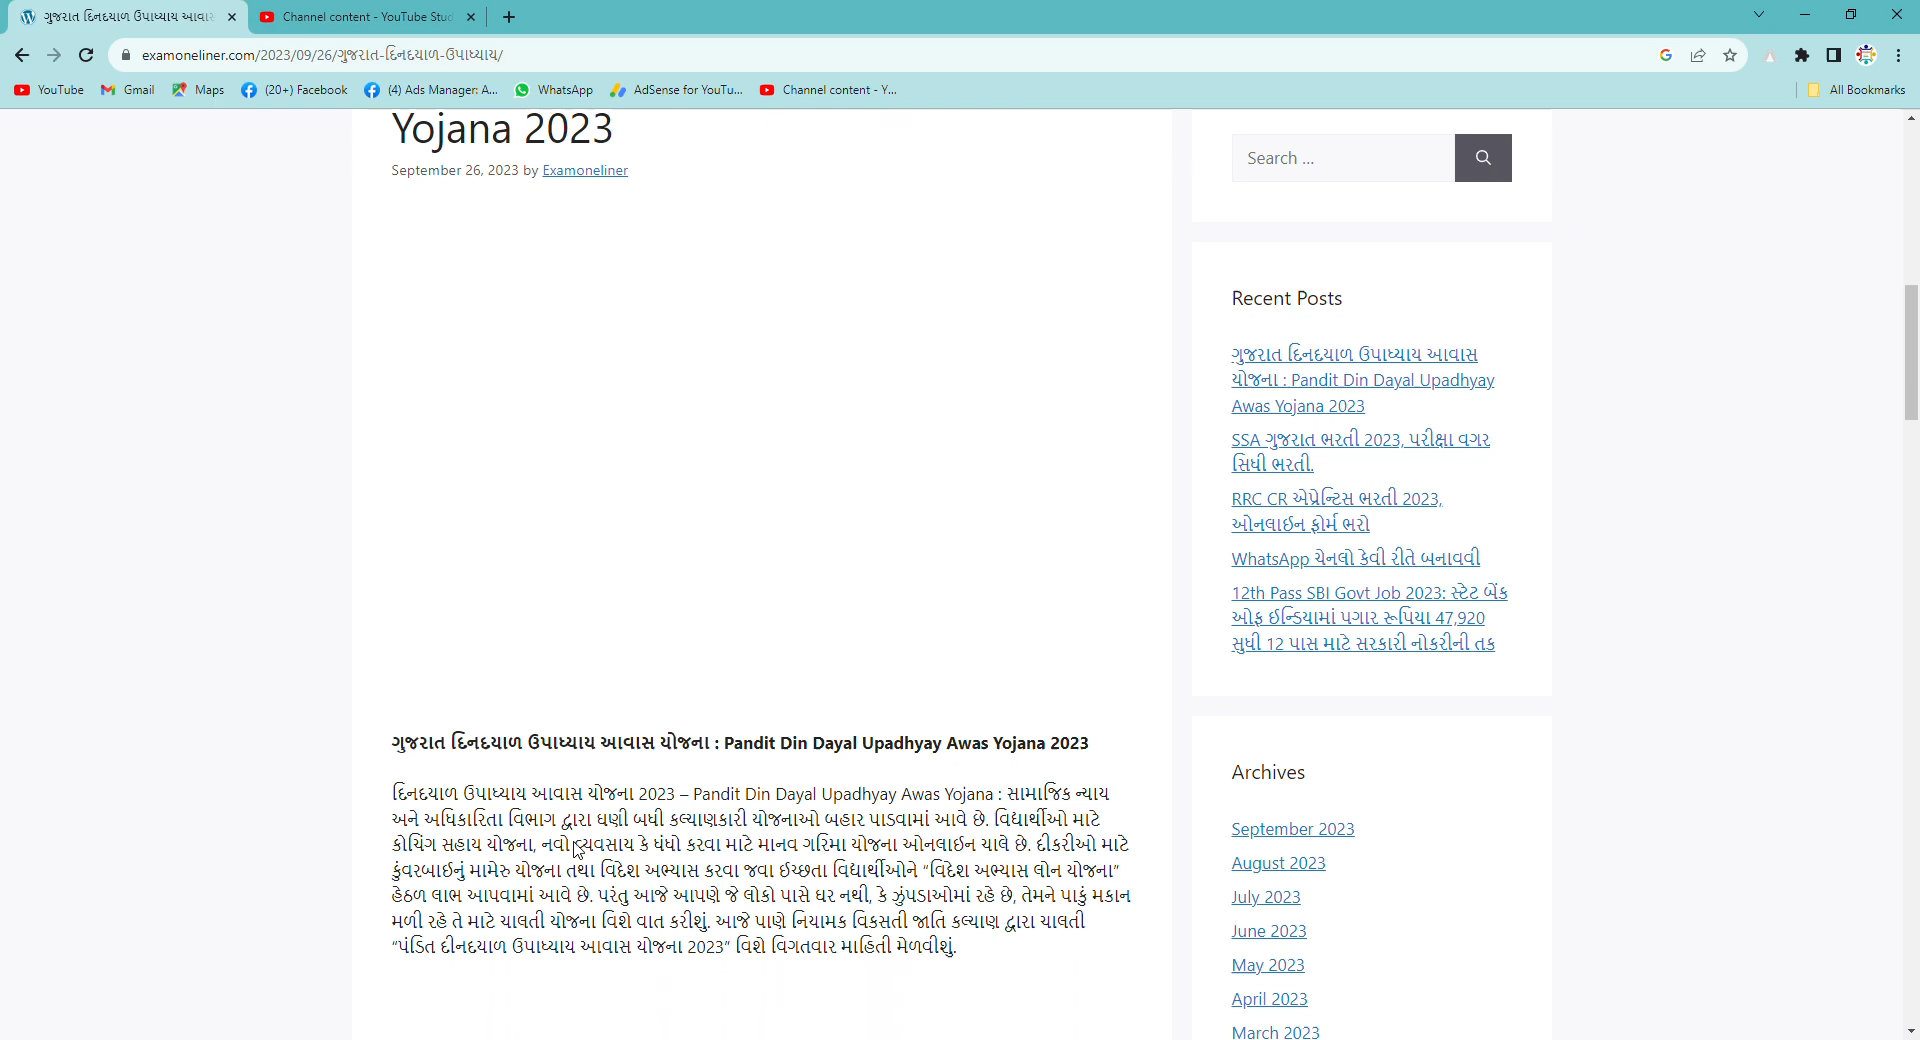 ગુજરાત દિનદયાળ ઉપાધ્યાય આવાસ
Channel content - YouTube Stud
examoneliner.com/2023/09/26/ગુજરાત-દિનદયાળ-ઉપાધ્યાય/
YouTube
Gmail
Maps
(20+) Facebook
(4) Ads Manager: A...
WhatsApp
AdSense for YouTu...
Channel content - Y...
All Bookmarks
Yojana 2023
September 26, 2023 by Examoneliner
ગુજરાત દિનદયાળ ઉપાધ્યાય આવાસ યોજના : Pandit Din Dayal Upadhyay Awas Yojana 2023
દિનદયાળ ઉપાધ્યાય આવાસ યોજના 2023 – Pandit Din Dayal Upadhyay Awas Yojana : સામાજિક ન્યાય
અને અધિકારિતા વિભાગ દ્વારા ઘણી બધી કલ્યાણકારી યોજનાઓ બહાર પાડવામાં આવે છે. વિદ્યાર્થીઓ માટે
કોચિંગ સહાય યોજના, નવો વ્યવસાય કે ધંધો કરવા માટે માનવ ગરિમા યોજના ઓનલાઈન ચાલે છે. દીકરીઓ માટે
કુંવરબાઈનું મામેરુ યોજના તથા વિદેશ અભ્યાસ કરવા જવા ઈચ્છતા વિદ્યાર્થીઓને “વિદેશ અભ્યાસ લોન યોજના”
હેઠળ લાભ આપવામાં આવે છે. પરંતુ આજે આપણે જે લોકો પાસે ઘર નથી, કે ઝુંપડાઓમાં રહે છે, તેમને પાકું મકાન
મળી રહે તે માટે ચાલતી યોજના વિશે વાત કરીશું. આજે પાણે નિયામક વિકસતી જાતિ કલ્યાણ દ્વારા ચાલતી
“પંડિત દીનદયાળ ઉપાધ્યાય આવાસ યોજના 2023” વિશે વિગતવાર માહિતી મેળવીશું.
Search ...
Recent Posts
ગુજરાત દિનદયાળ ઉપાધ્યાય આવાસ
યોજના : Pandit Din Dayal Upadhyay
Awas Yojana 2023
SSA ગુજરાત ભરતી 2023, પરીક્ષા વગર
સિધી ભરતી.
RRC CR એપ્રેન્ટિસ ભરતી 2023,
ઓનલાઈન ફોર્મ ભરો
WhatsApp ચેનલો કેવી રીતે બનાવવી
12th Pass SBI Govt Job 2023: સ્ટેટ બેંક
ઓફ ઈન્ડિયામાં પગાર રૂપિયા 47,920
સુધી 12 પાસ માટે સરકારી નોકરીની તક
Archives
September 2023
August 2023
July 2023
June 2023
May 2023
April 2023
March 2023